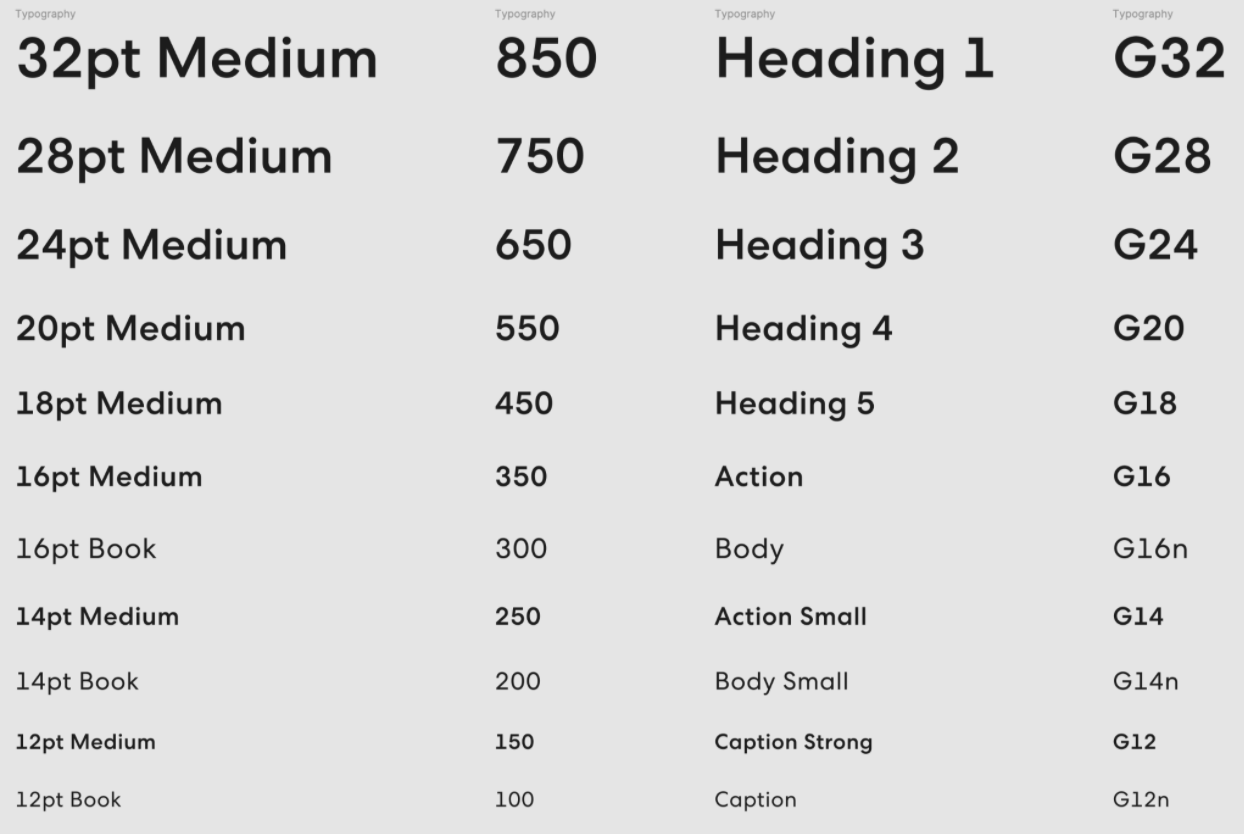 Typography Typography Typography Typography
32pt Medium 850 Heading 1 G32
28pt Medium 750 Heading 2 G28
24pt Medium 650 Heading 3 G24
20pt Medium 550 Heading 4 G20
18pt Medium 450 Heading 5 G18
16pt Medium 350 Action G16
16pt Book 300 Body G16n
14pt Medium 250 Action Small G14
14pt Book 200 Body Small G14n
12pt Medium 150 Caption Strong G12
12pt Book 100 Caption G12n